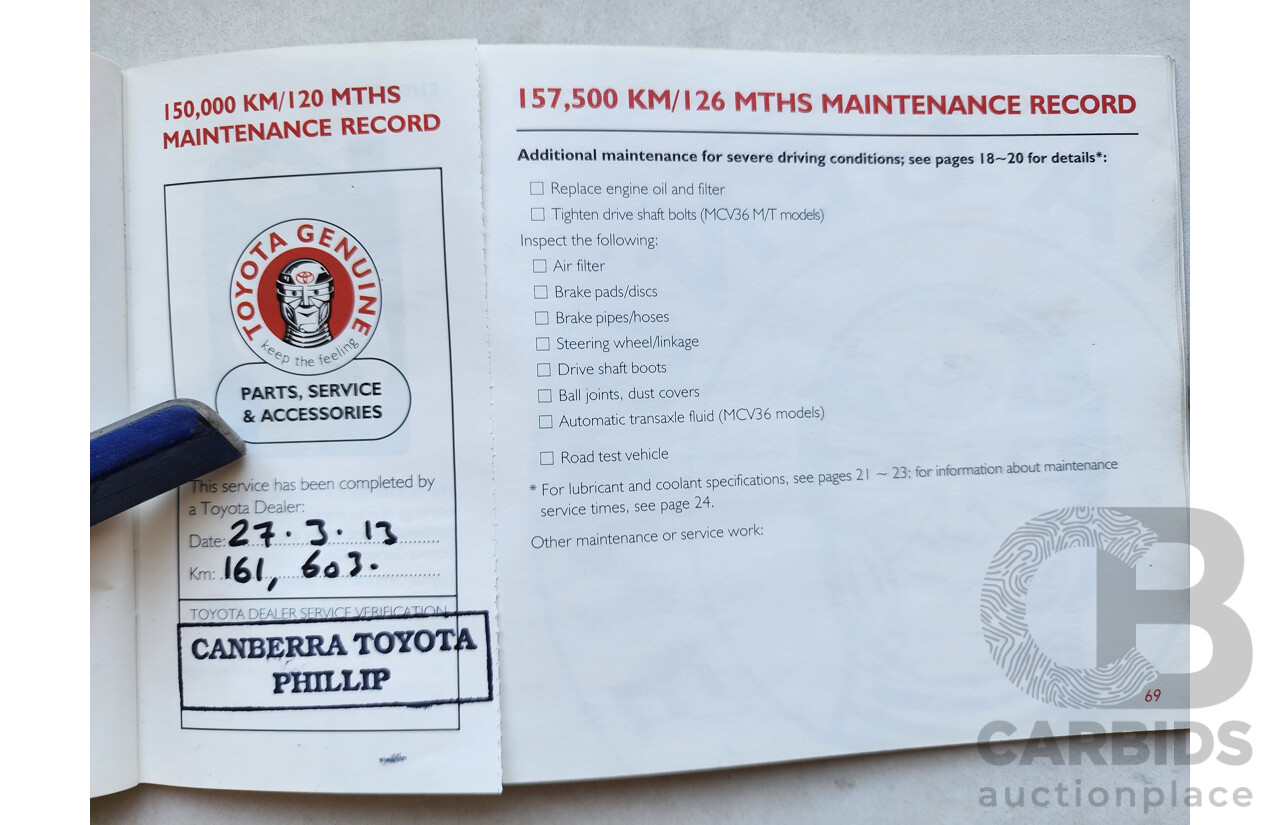 150,000 KM/120 MTHS
MAINTENANCE RECORD
TOYOTA GENUINE
keep the feeling
PARTS, SERVICE
& ACCESSORIES
This service has been completed by
a Toyota Dealer:
Date: 27.3.13
Km: 161,603.
TOYOTA DEALER SERVICE VERIFICATION
CANBERRA TOYOTA
PHILLIP
157,500 KM/126 MTHS MAINTENANCE RECORD
Additional maintenance for severe driving conditions; see pages 18~20 for details*:
Replace engine oil and filter
Tighten drive shaft bolts (MCV36 M/T models)
Inspect the following:
Air filter
Brake pads/discs
Brake pipes/hoses
Steering wheel/linkage
Drive shaft boots
Ball joints, dust covers
Automatic transaxle fluid (MCV36 models)
Road test vehicle
* For lubricant and coolant specifications, see pages 21 ~ 23; for information about maintenance
service times, see page 24.
Other maintenance or service work:
69
CB
CARBIDS
auctionplace